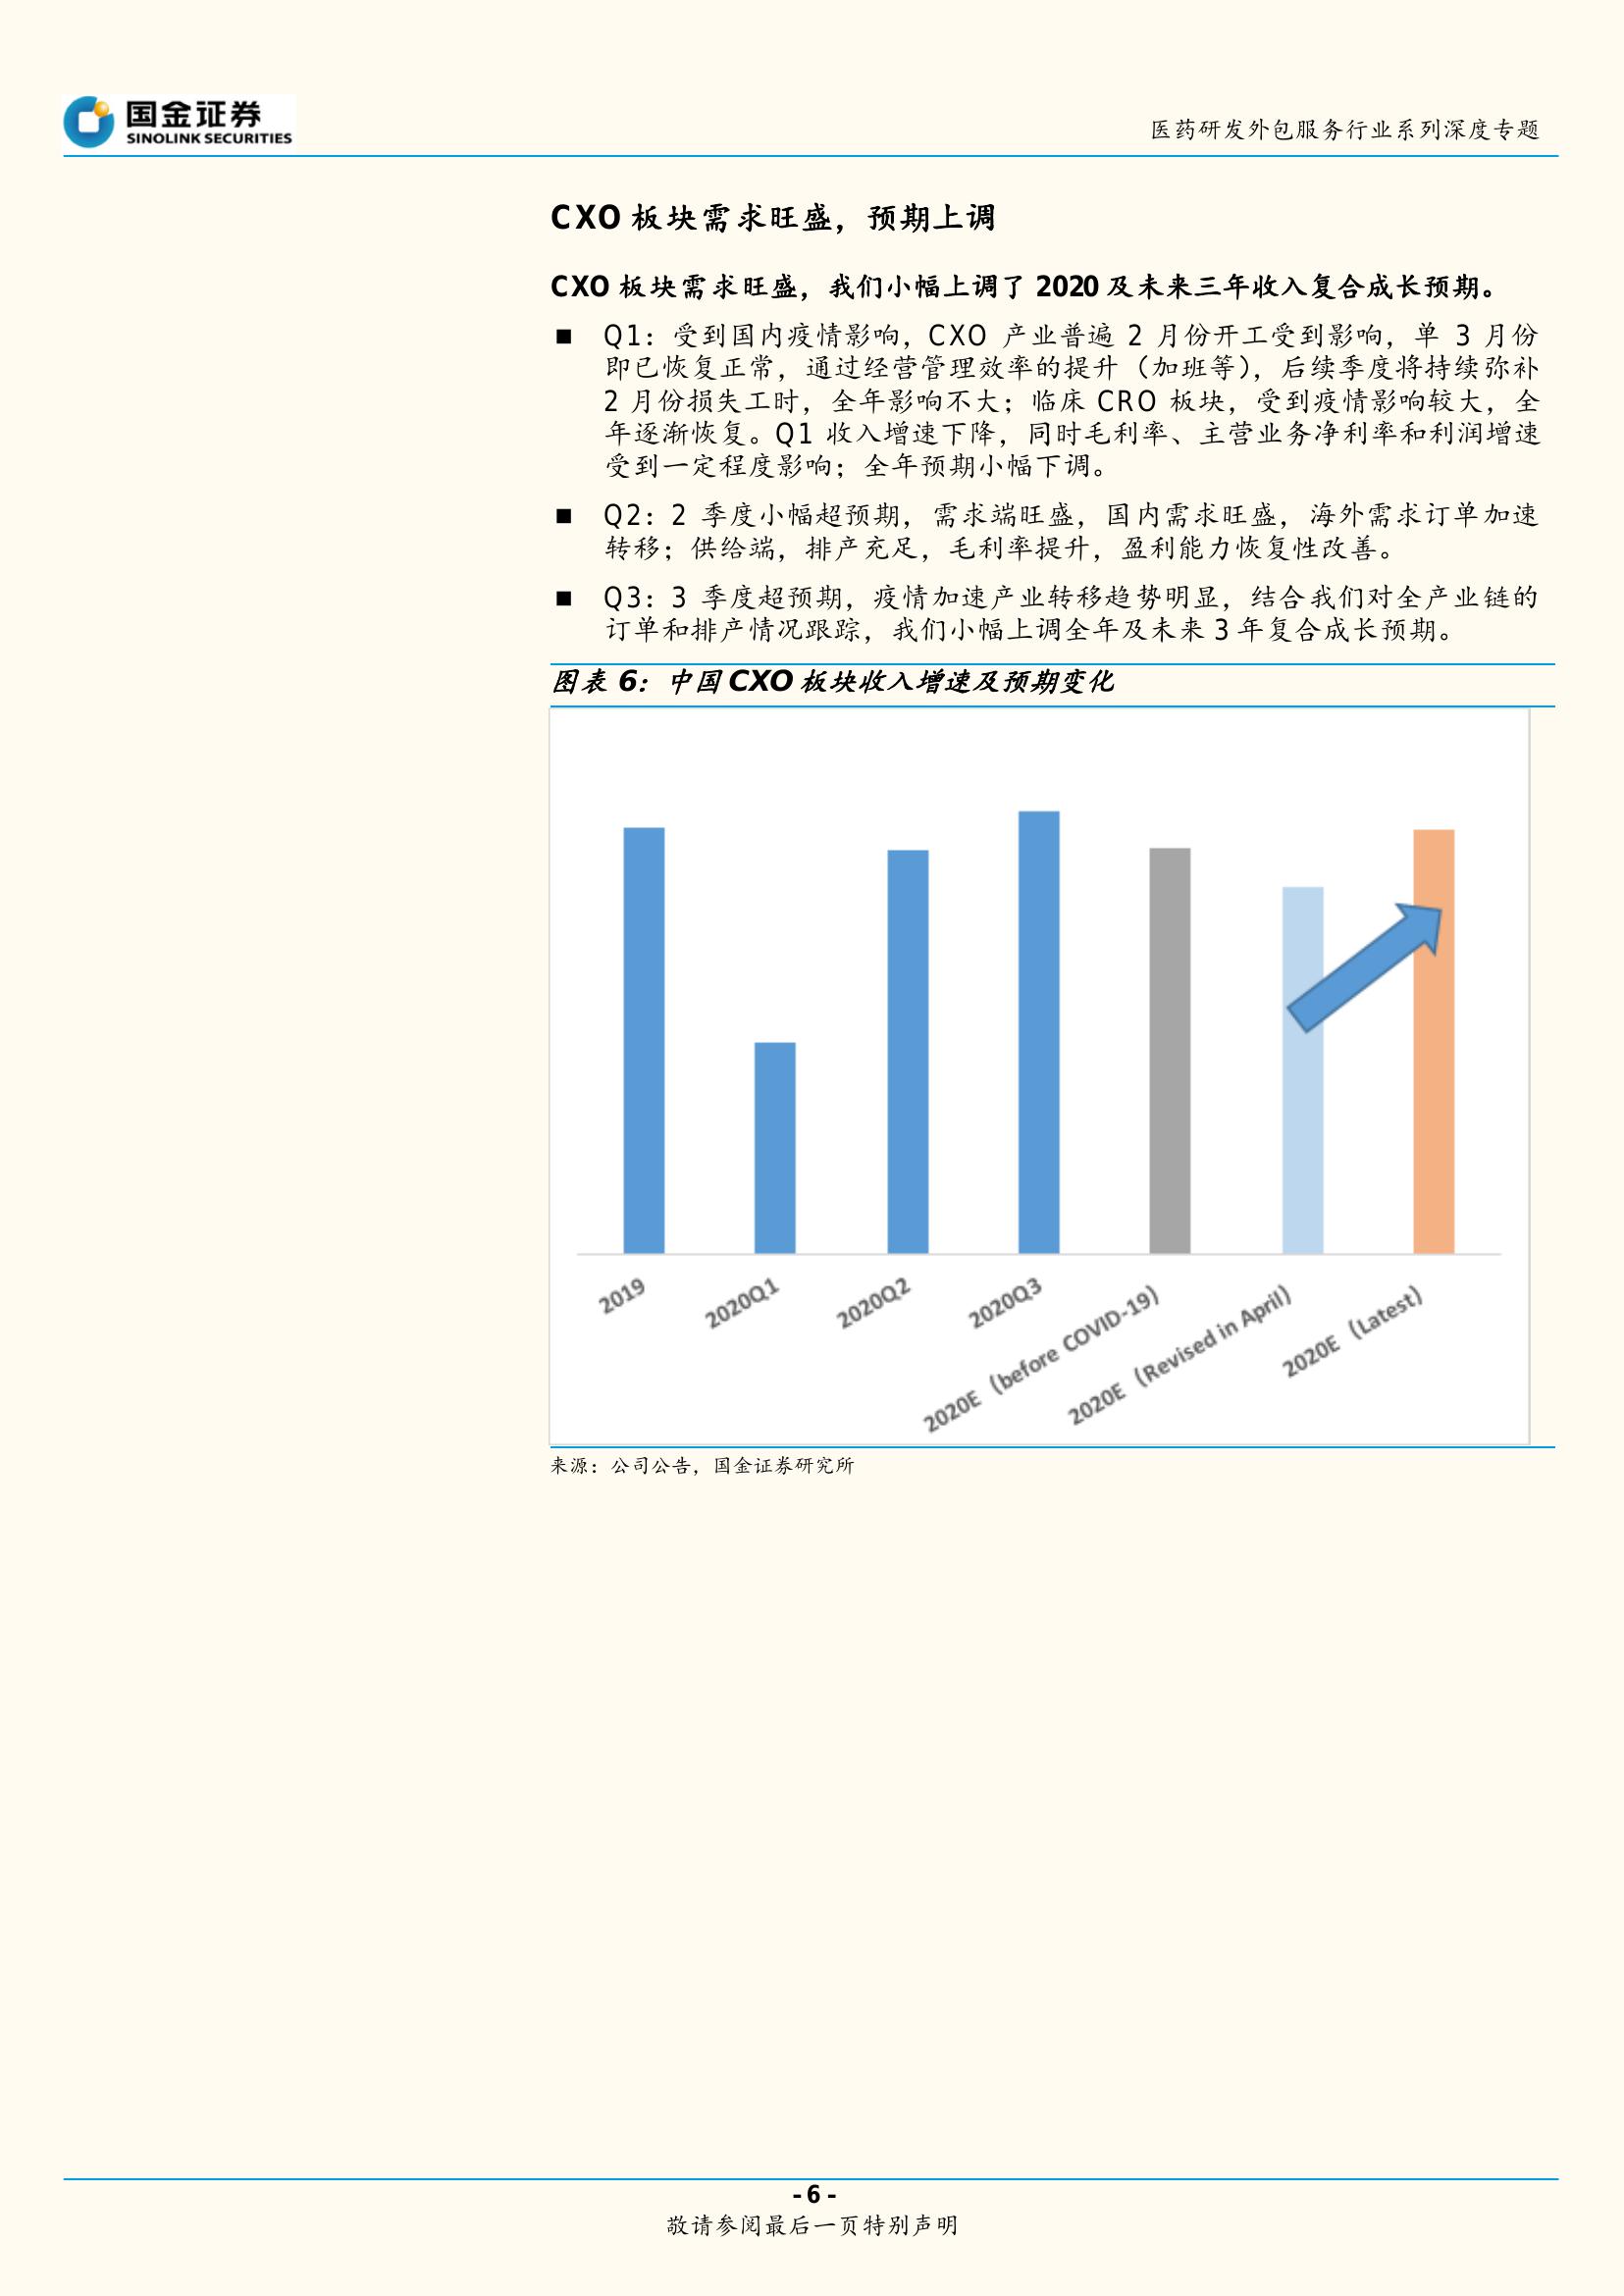 国金证券
SINOLINK SECURITIES
医药研发外包服务行业系列深度专题
CXO 板块需求旺盛，预期上调
CXO 板块需求旺盛，我们小幅上调了 2020 及未来三年收入复合成长预期。
■ Q1：受到国内疫情影响，CXO 产业普遍 2 月份开工受到影响，单 3 月份
即已恢复正常，通过经营管理效率的提升（加班等），后续季度将持续弥补
2 月份损失工时，全年影响不大；临床 CRO 板块，受到疫情影响较大，全
年逐渐恢复。Q1 收入增速下降，同时毛利率、主营业务净利率和利润增速
受到一定程度影响；全年预期小幅下调。
■ Q2：2 季度小幅超预期，需求端旺盛，国内需求旺盛，海外需求订单加速
转移；供给端，排产充足，毛利率提升，盈利能力恢复性改善。
■ Q3：3 季度超预期，疫情加速产业转移趋势明显，结合我们对全产业链的
订单和排产情况跟踪，我们小幅上调全年及未来 3 年复合成长预期。
图表 6：中国 CXO 板块收入增速及预期变化
2019
2020Q1
2020Q2
2020Q3
2020E（before COVID-19）
2020E（Revised in April）
2020E（Latest）
来源：公司公告，国金证券研究所
- 6 -
敬请参阅最后一页特别声明